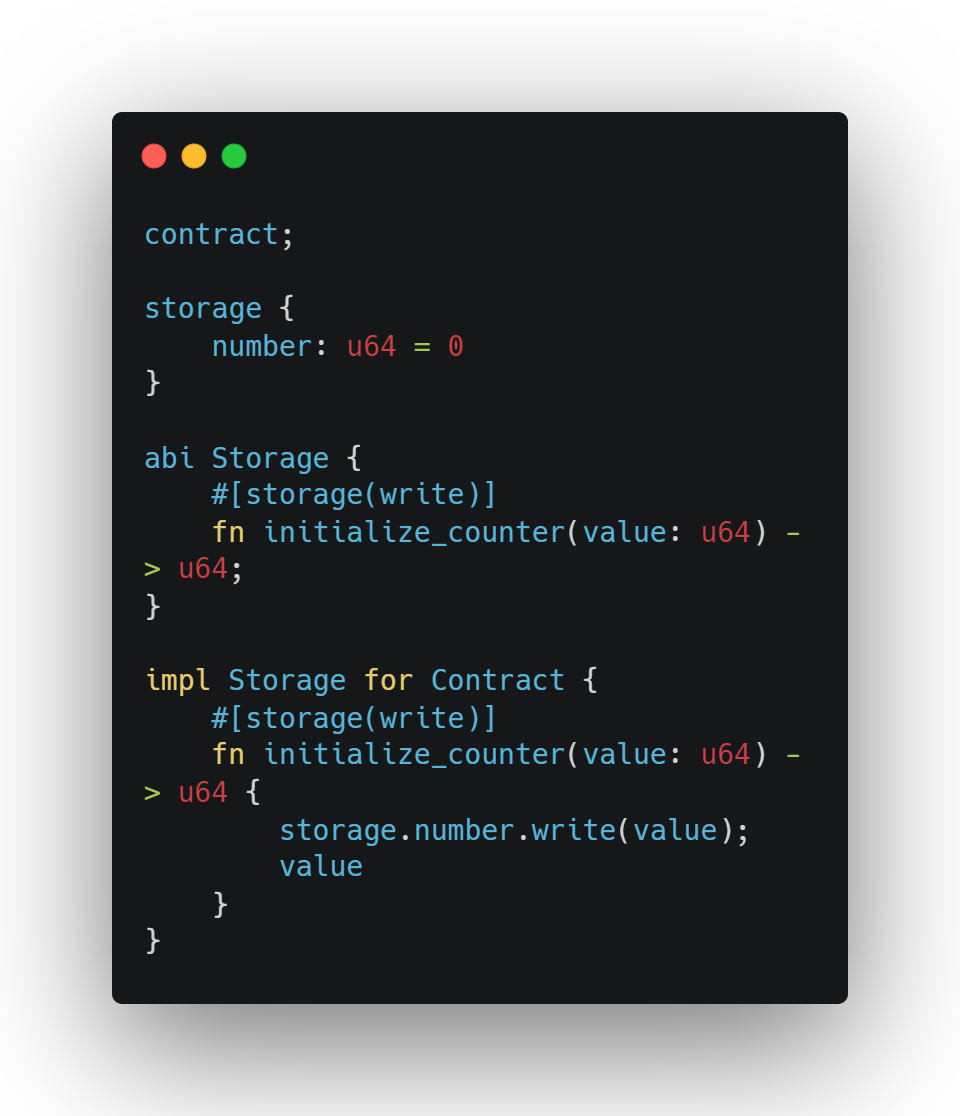 contract;
storage {
    number: u64 = 0
}
abi Storage {
    #[storage(write)]
    fn initialize_counter(value: u64) -
> u64;
}
impl Storage for Contract {
    #[storage(write)]
    fn initialize_counter(value: u64) -
> u64 {
        storage.number.write(value);
        value
    }
}